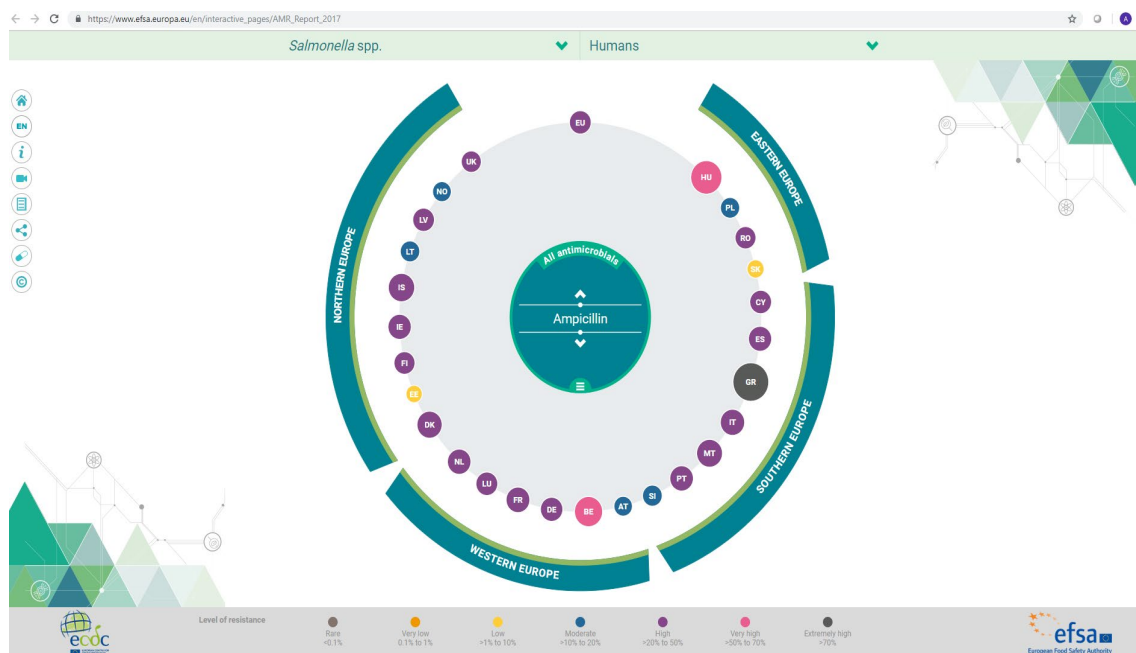 https://www.efsa.europa.eu/en/interactive_pages/AMR_Report_2017
A
Salmonella spp.
Humans
EN
i
©
NORTHERN EUROPE
EASTERN EUROPE
SOUTHERN EUROPE
WESTERN EUROPE
EU
UK
NO
LV
LT
IS
IE
FI
EE
DK
NL
LU
FR
DE
BE
AT
SI
PT
MT
IT
GR
ES
CY
SK
RO
PL
HU
All antimicrobials
Ampicillin
Level of resistance
Rare
<0.1%
Very low
0.1% to 1%
Low
>1% to 10%
Moderate
>10% to 20%
High
>20% to 50%
Very high
>50% to 70%
Extremely high
>70%
ecdc
efsa
European Food Safety Authority